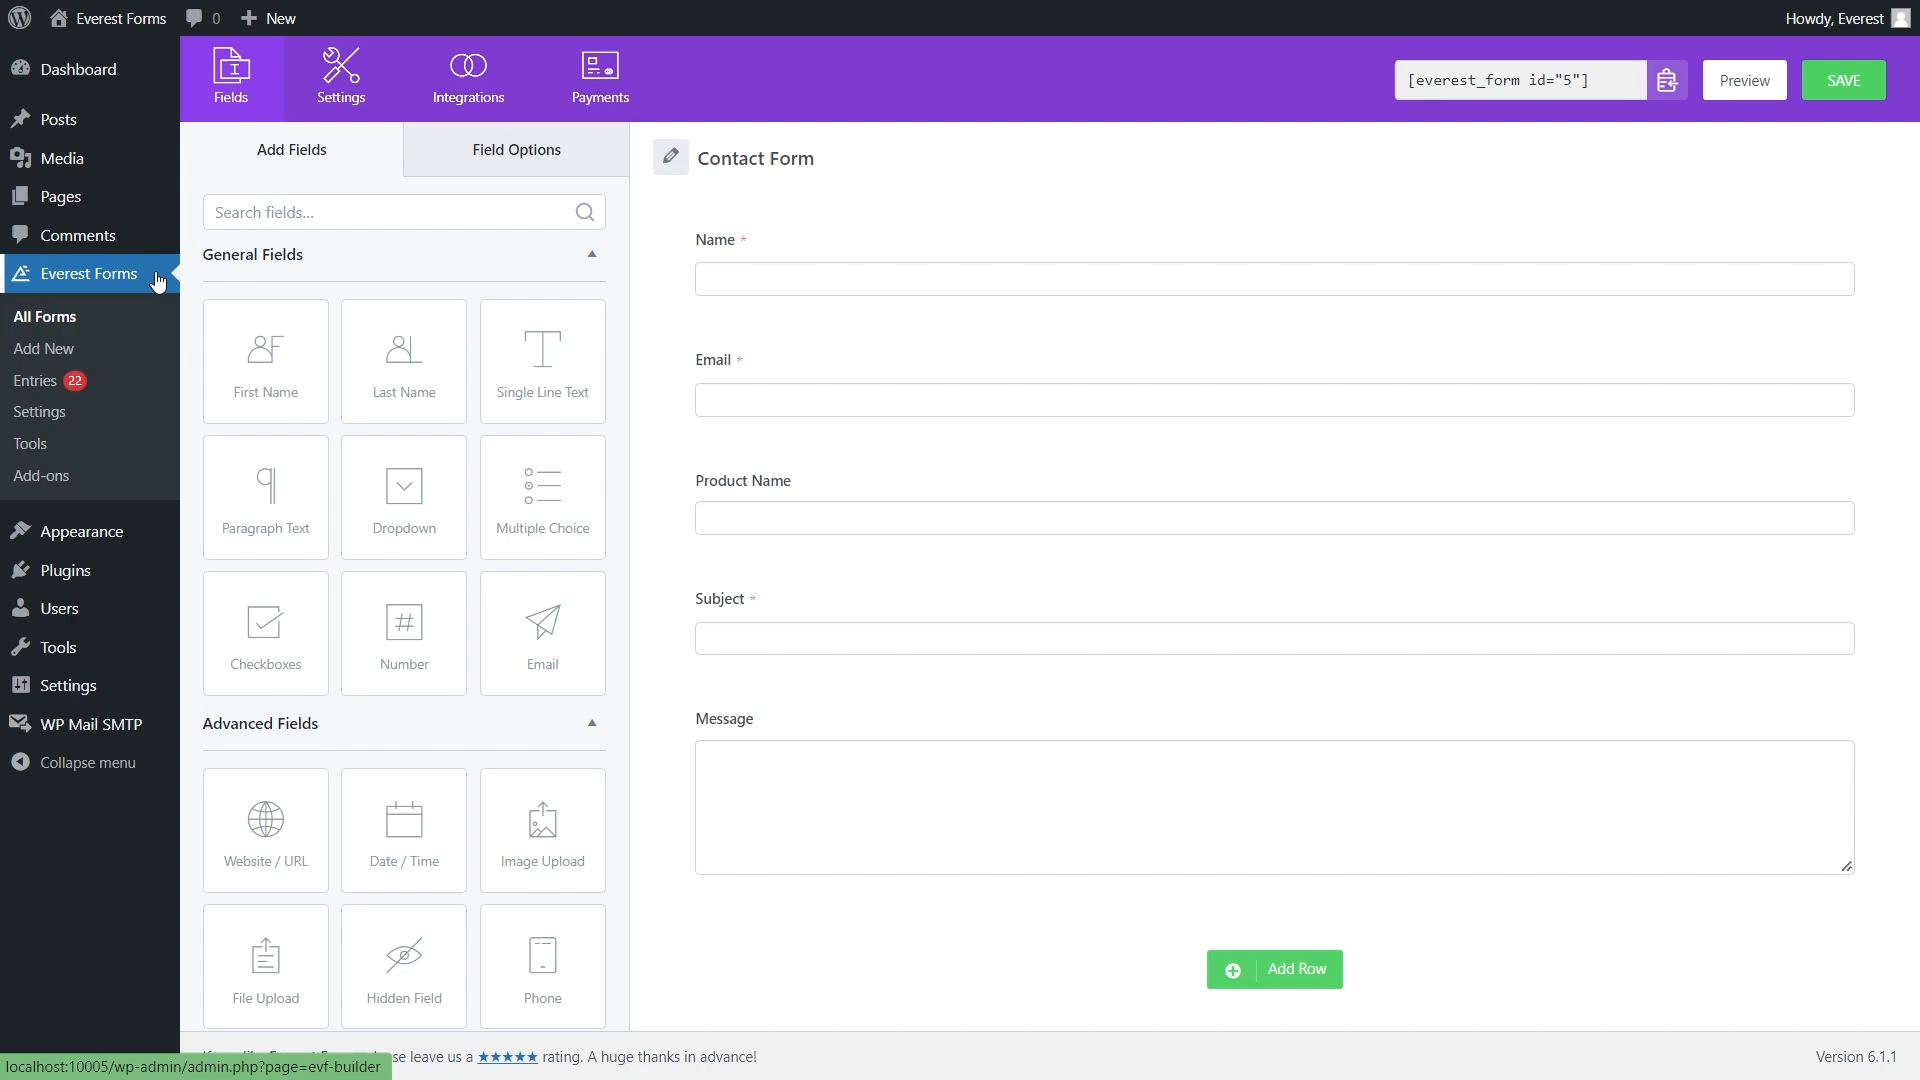 Everest Forms
0
New
Howdy, Everest
Dashboard
Posts
Media
Pages
Comments
Everest Forms
All Forms
Add New
Entries 22
Settings
Tools
Add-ons
Appearance
Plugins
Users
Tools
Settings
WP Mail SMTP
Collapse menu
Fields
Settings
Integrations
Payments
[everest_form id="5"]
Preview
SAVE
Add Fields
Field Options
Search fields...
General Fields
First Name
Last Name
Single Line Text
Paragraph Text
Dropdown
Multiple Choice
Checkboxes
Number
Email
Advanced Fields
Website / URL
Date / Time
Image Upload
File Upload
Hidden Field
Phone
Contact Form
Name *
Email *
Product Name
Subject *
Message
Add Row
se leave us a ★★★★★ rating. A huge thanks in advance!
Version 6.1.1
localhost:10005/wp-admin/admin.php?page=evf-builder